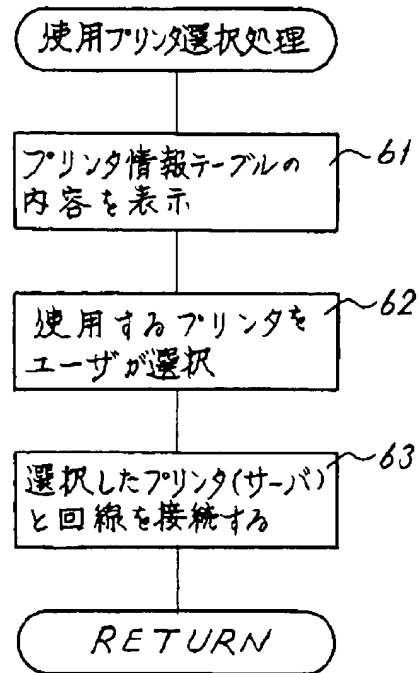 使用プリンタ選択処理
プリンタ情報テーブルの
内容を表示
61
使用するプリンタを
ユーザが選択
62
選択したプリンタ(サーバ)
と回線を接続する
63
RETURN